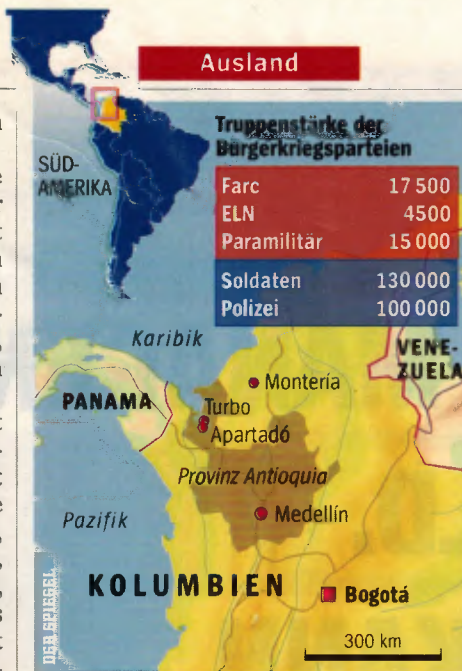 Ausland
Truppenstärke der
Bürgerkriegsparteien
Farc 17 500
ELN 4500
Paramilitär 15 000
Soldaten 130 000
Polizei 100 000
SÜD-
AMERIKA
Karibik
VENE-
ZUELA
Montería
PANAMA
Turbo
Apartadó
Provinz Antioquia
Pazifik
Medellín
KOLUMBIEN
Bogotá
300 km
DER SPIEGEL